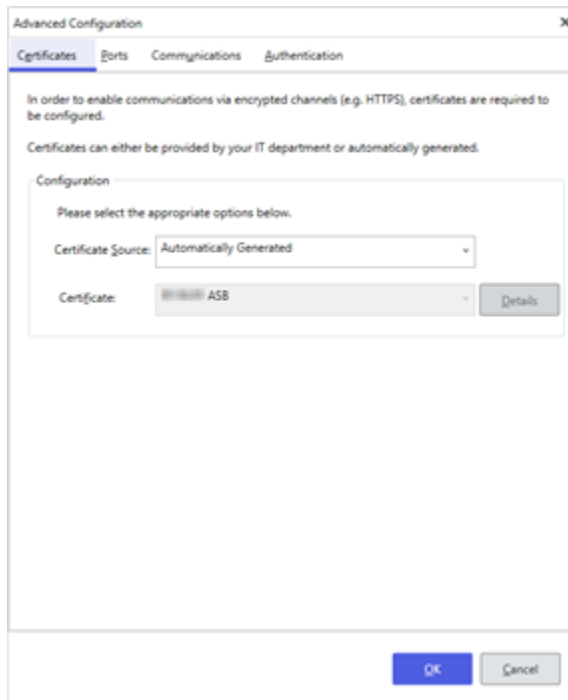 Advanced Configuration
Certificates Ports Communications Authentication
In order to enable communications via encrypted channels (e.g. HTTPS), certificates are required to
be configured.
Certificates can either be provided by your IT department or automatically generated.
Configuration
Please select the appropriate options below.
Certificate Source: Automatically Generated
Certificate: ASB Details
OK Cancel